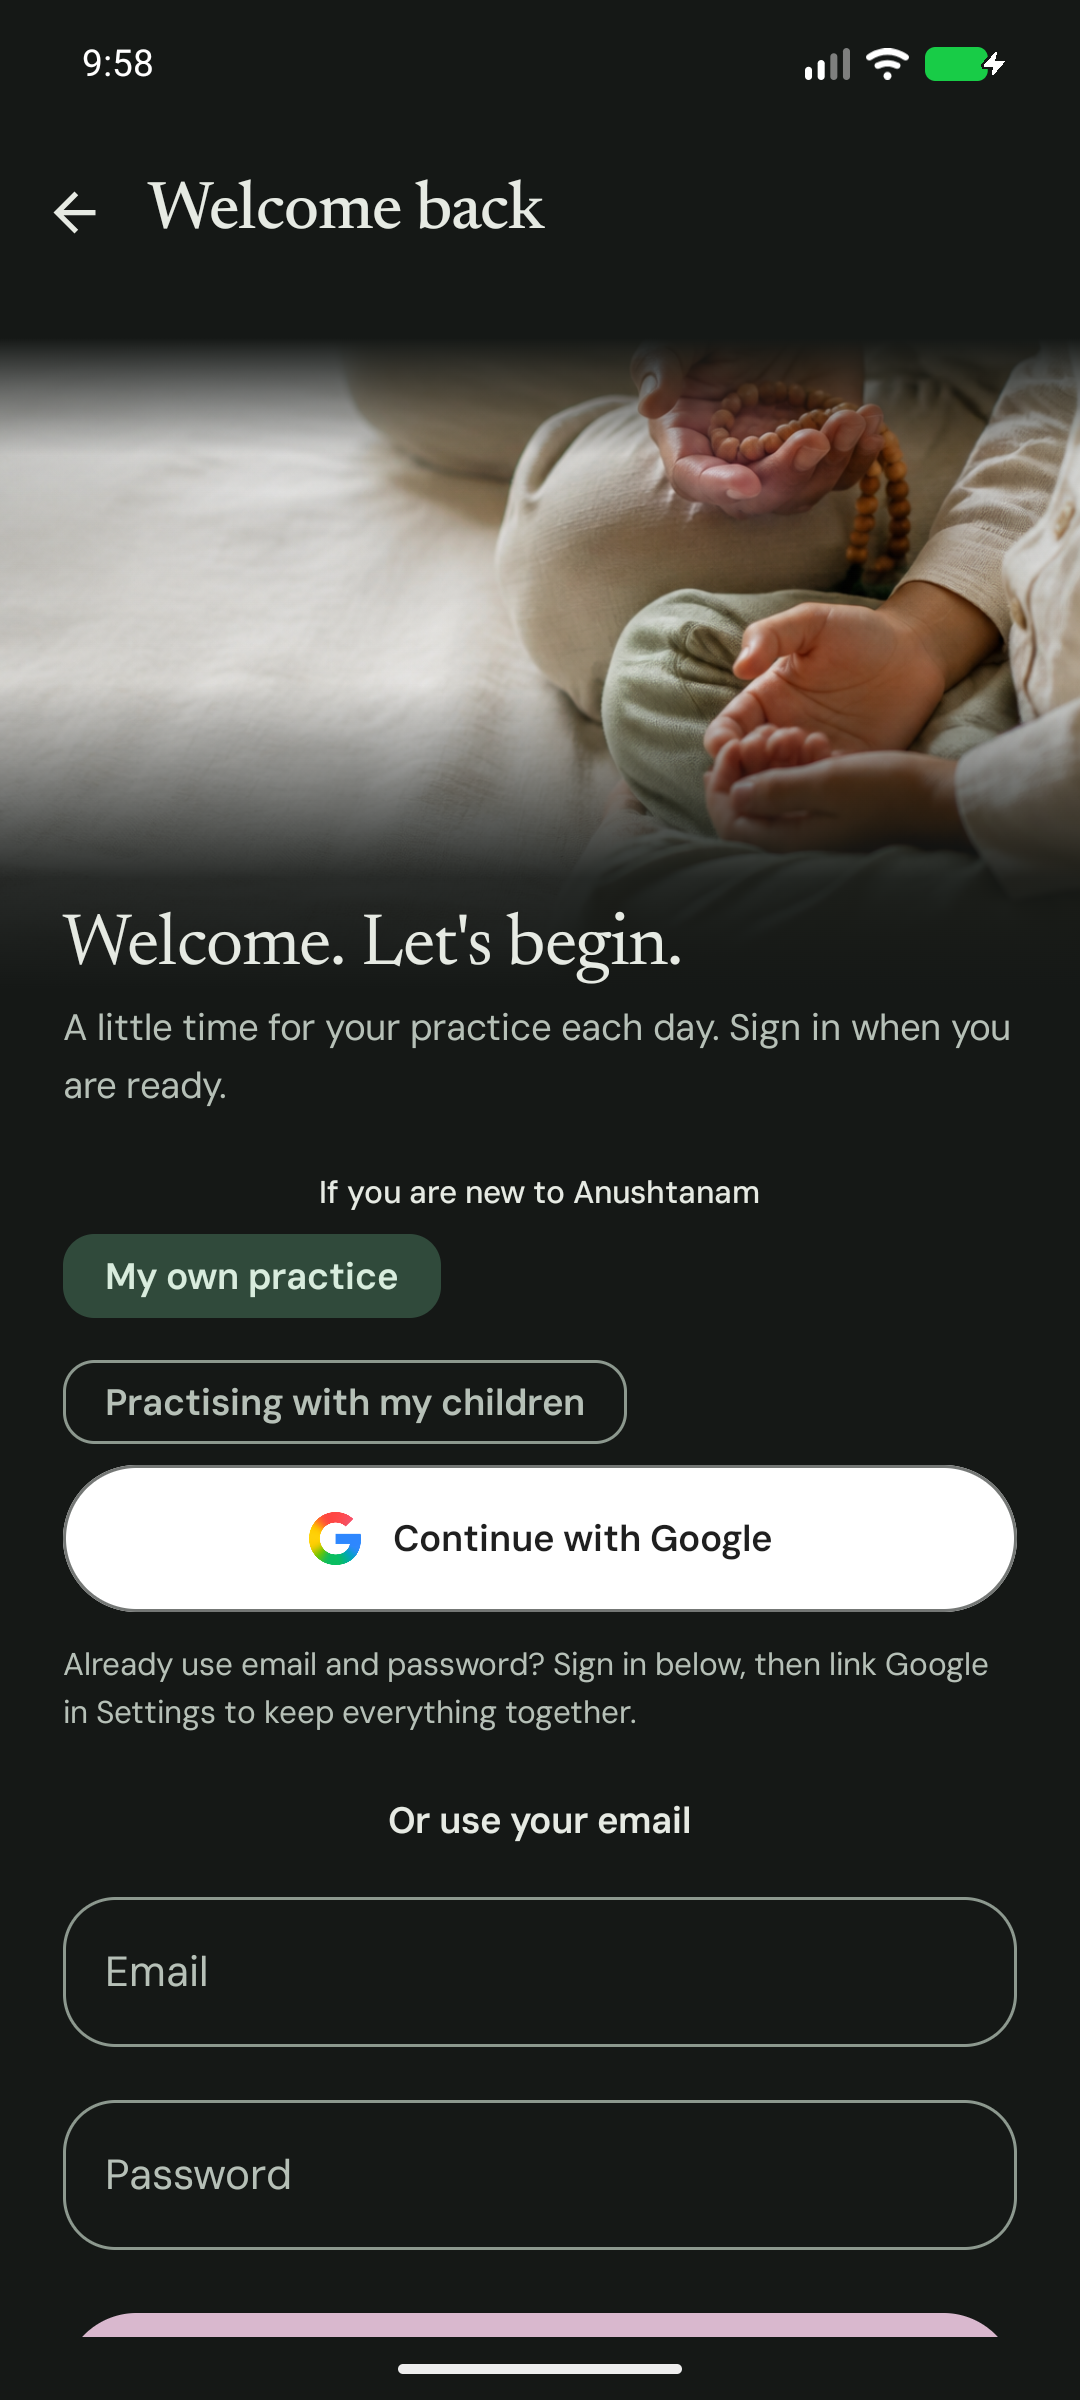 9:58
Welcome back
Welcome. Let's begin.
A little time for your practice each day. Sign in when you
are ready.
If you are new to Anushtanam
My own practice
Practising with my children
Continue with Google
Already use email and password? Sign in below, then link Google
in Settings to keep everything together.
Or use your email
Email
Password